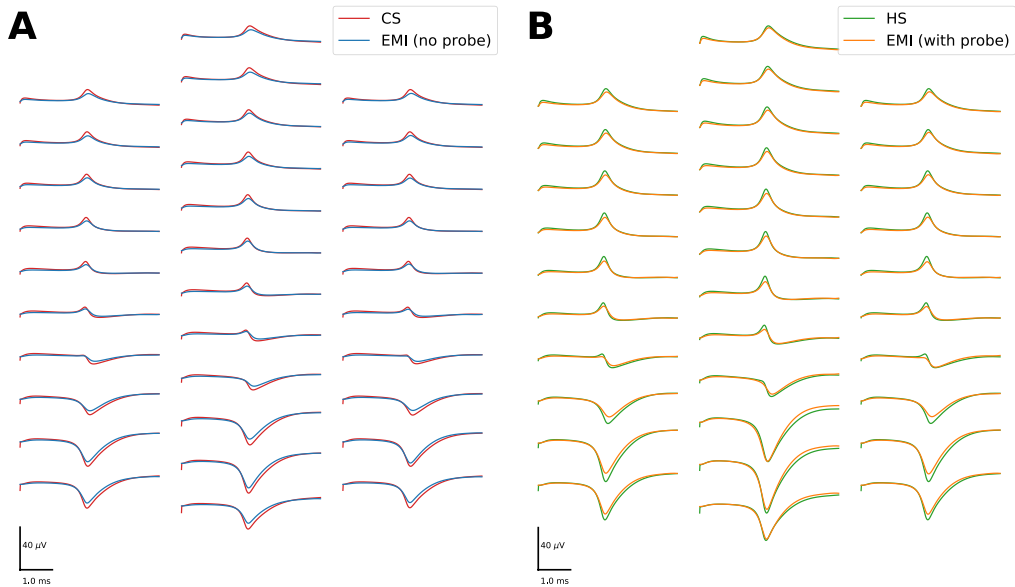 A
CS
EMI (no probe)
40 μV
1.0 ms
B
HS
EMI (with probe)
40 μV
1.0 ms